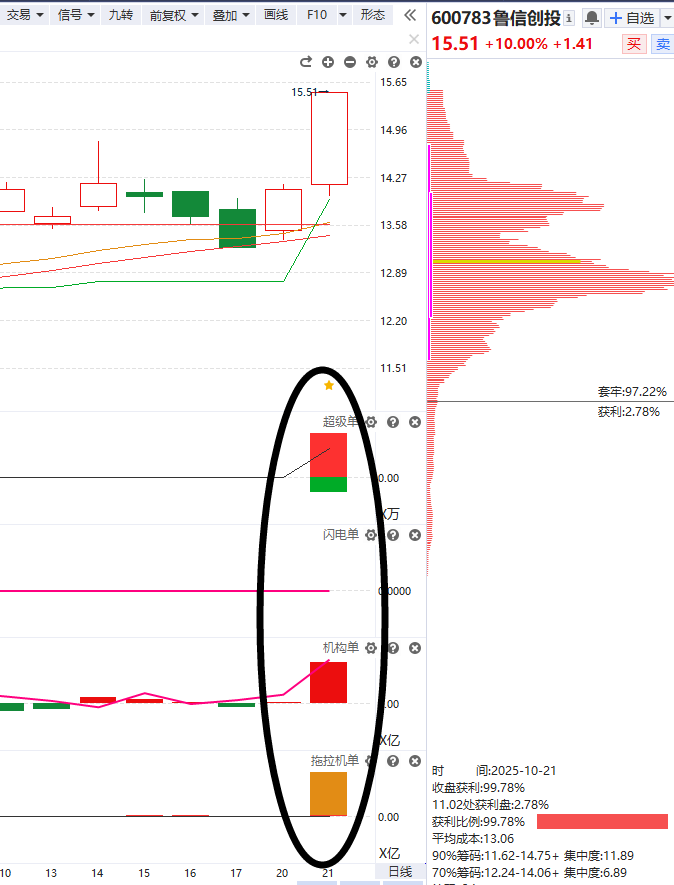 交易 信号 九转 前复权 叠加 画线 F10 形态
600783鲁信创投 自选
15.51 +10.00% +1.41 买 卖
15.51
15.65
14.96
14.27
13.58
12.89
12.20
11.51
套牢:97.22%
获利:2.78%
超级单
0.00
X万
闪电单
0.0000
机构单
.00
X亿
拖拉机单
0.00
X亿
10 13 14 15 16 17 20 21 日线
时 间:2025-10-21
收盘获利:99.78%
11.02处获利盘:2.78%
获利比例:99.78%
平均成本:13.06
90%筹码:11.62-14.75+ 集中度:11.89
70%筹码:12.24-14.06+ 集中度:6.89